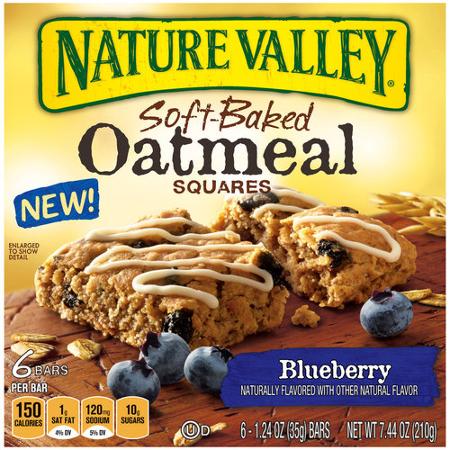 NATURE VALLEY®
Soft-Baked
Oatmeal
SQUARES
NEW!
ENLARGED
TO SHOW
DETAIL
6 BARS
PER BAR
150
CALORIES
1g
SAT FAT
4% DV
120mg
SODIUM
5% DV
10g
SUGARS
U D
Blueberry
NATURALLY FLAVORED WITH OTHER NATURAL FLAVOR
6 - 1.24 OZ (35g) BARS NET WT 7.44 OZ (210g)